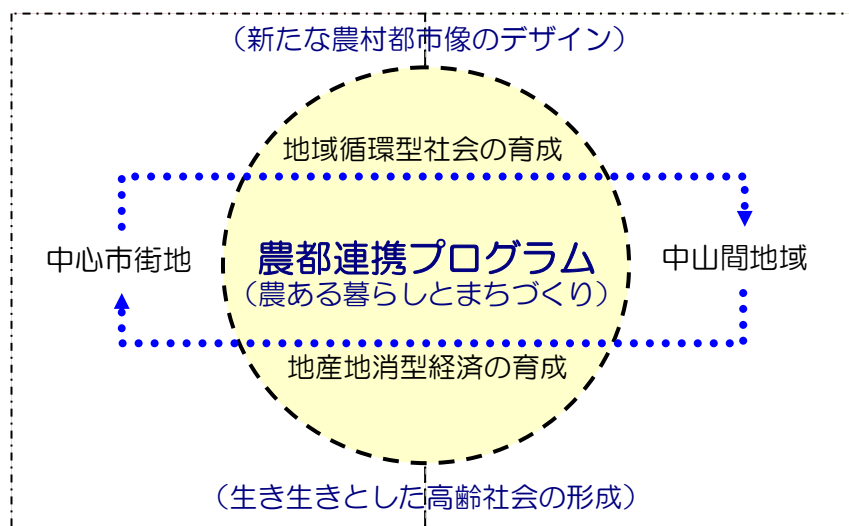 （新たな農村都市像のデザイン）
地域循環型社会の育成
中心市街地
農都連携プログラム
（農ある暮らしとまちづくり）
中山間地域
地産地消型経済の育成
（生き生きとした高齢社会の形成）